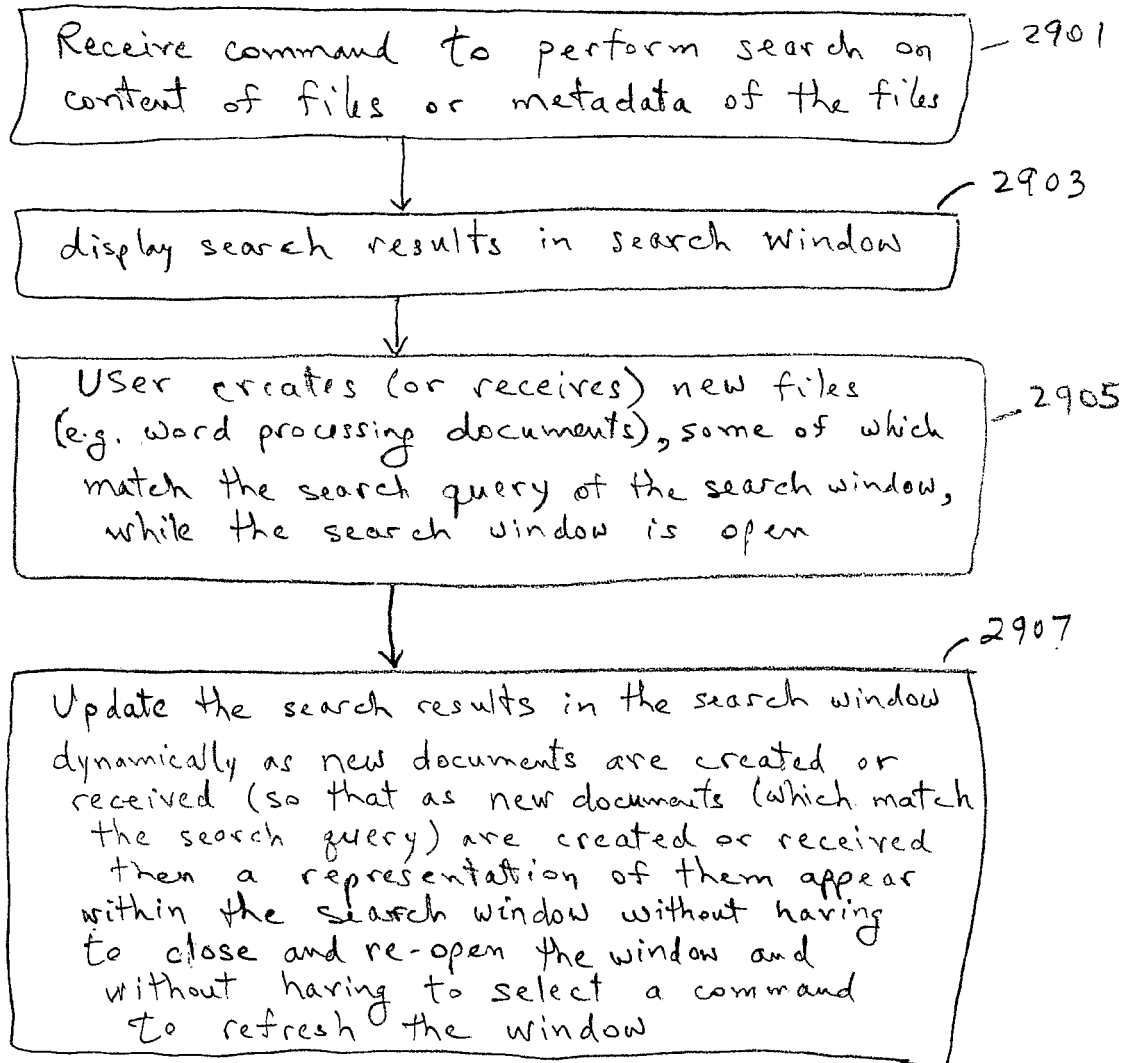 Receive command to perform search on
content of files or metadata of the files
2901
display search results in search window
2903
User creates (or receives) new files
(e.g. word processing documents), some of which
match the search query of the search window,
while the search window is open
2905
Update the search results in the search window
dynamically as new documents are created or
received (so that as new documents (which match
the search query) are created or received
then a representation of them appear
within the search window without having
to close and re-open the window and
without having to select a command
to refresh the window
2907